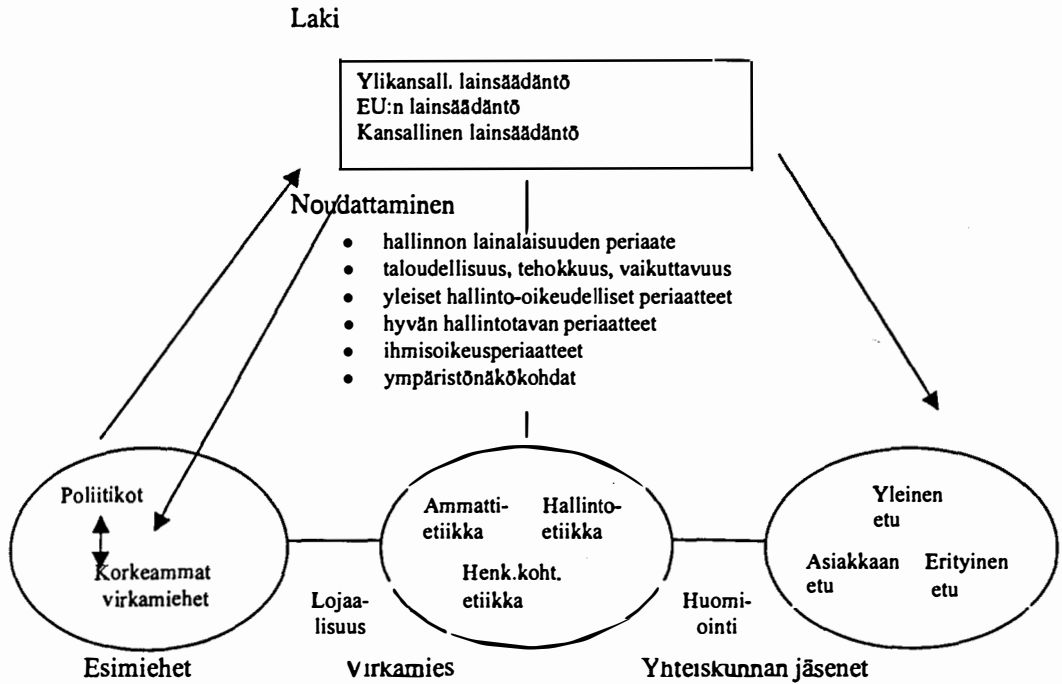 Laki
Ylikansall. lainsäädäntö
EU:n lainsäädäntö
Kansallinen lainsäädäntö
Noudattaminen
• hallinnon lainalaisuuden periaate
• taloudellisuus, tehokkuus, vaikuttavuus
• yleiset hallinto-oikeudelliset periaatteet
• hyvän hallintotavan periaatteet
• ihmisoikeusperiaatteet
• ympäristönäkökohdat
Poliitikot
Korkeammat
virkamiehet
Esimiehet
Lojaa-
lisuus
Ammatti-
etiikka
Hallinto-
etiikka
Henk.koht.
etiikka
Virkamies
Huomi-
ointi
Yleinen
etu
Asiakkaan
etu
Erityinen
etu
Yhteiskunnan jäsenet